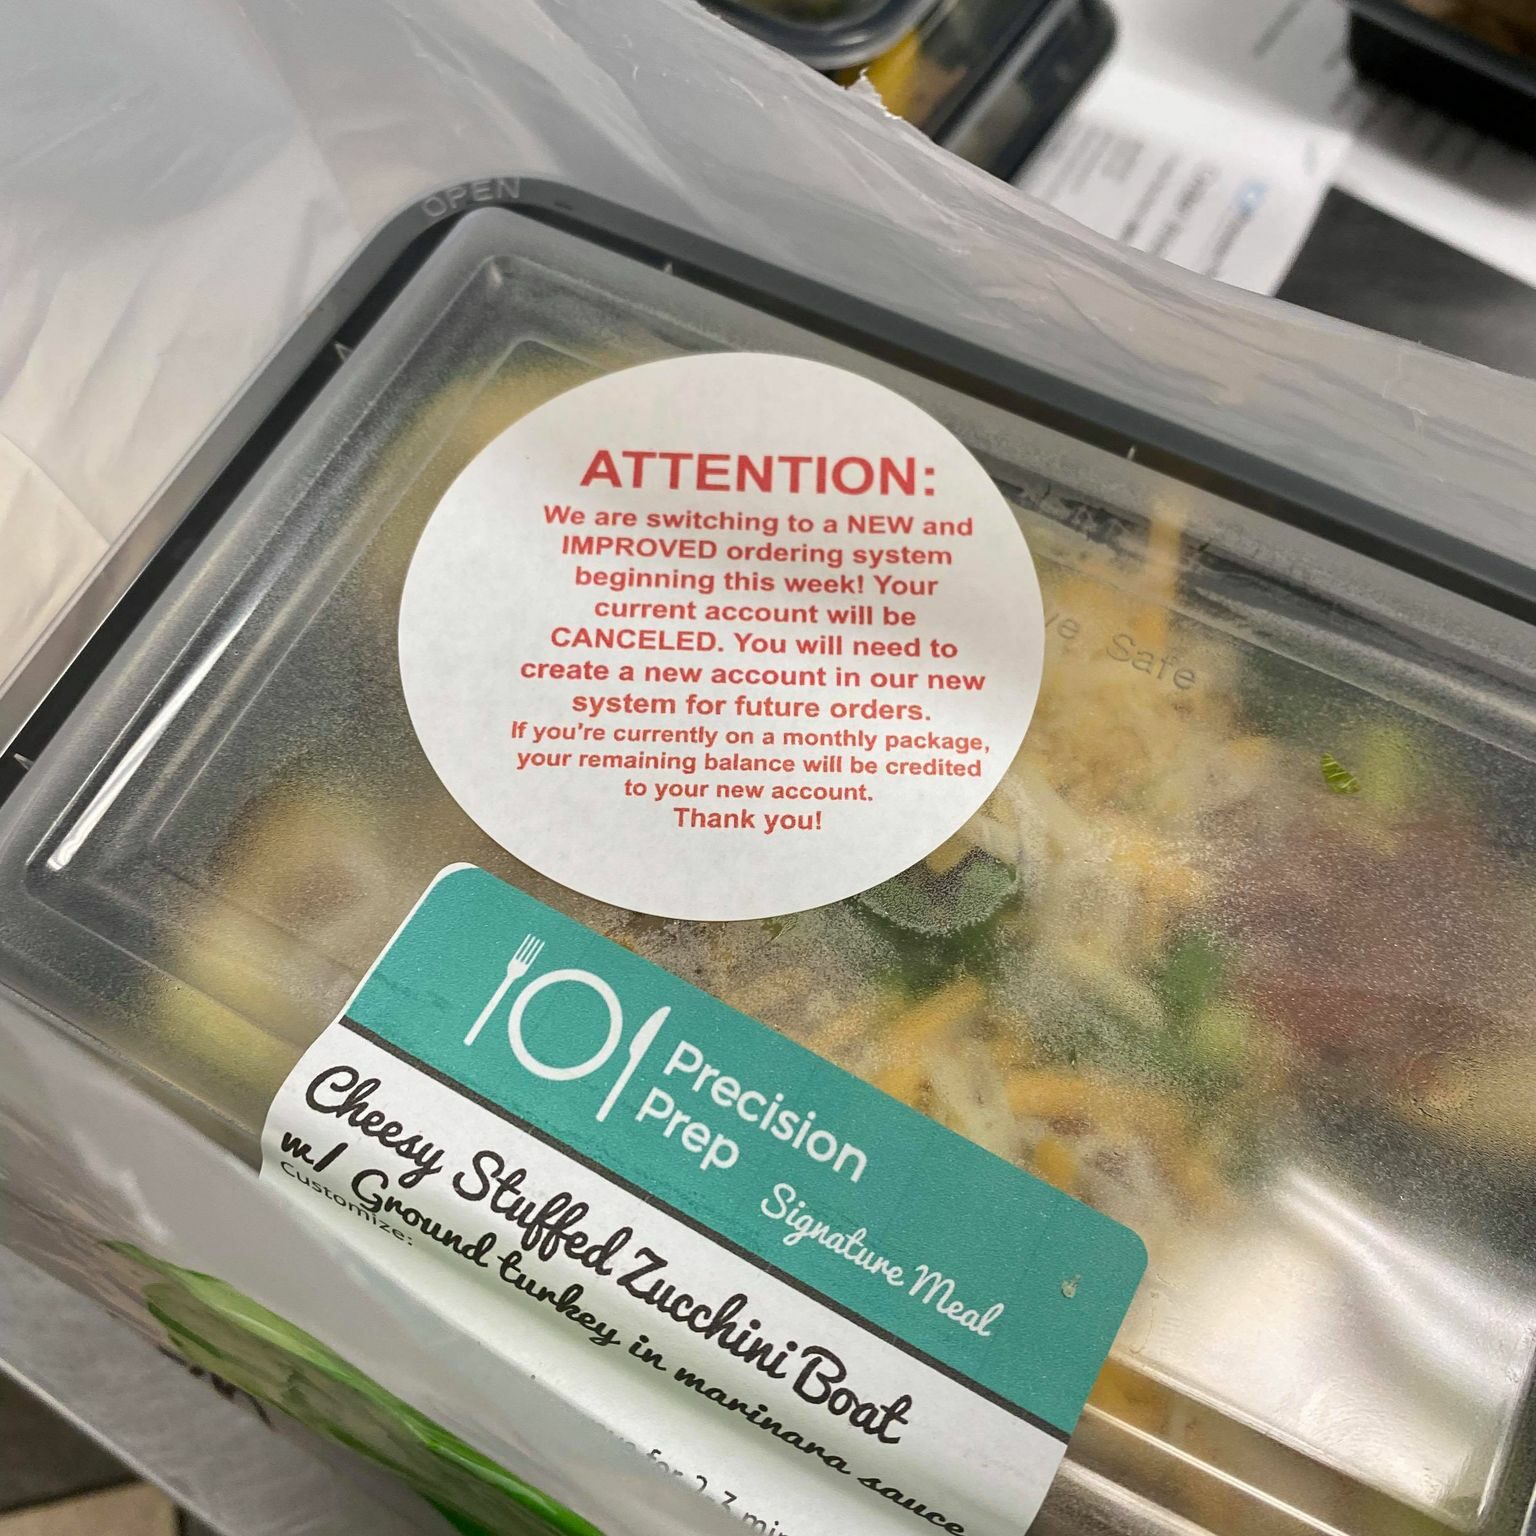 OPEN
ATTENTION:
We are switching to a NEW and
IMPROVED ordering system
beginning this week! Your
current account will be
CANCELED. You will need to
create a new account in our new
system for future orders.
If you're currently on a monthly package,
your remaining balance will be credited
to your new account.
Thank you!
Safe
Precision
Prep
Signature Meal
Cheesy Stuffed Zucchini Boat
w/ Ground turkey in marinara sauce
Customize:
for 2-3